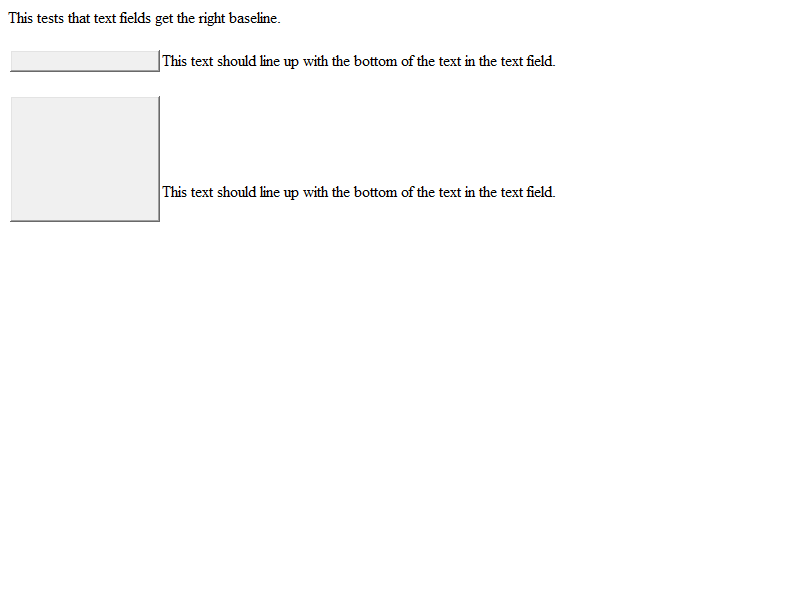 This tests that text fields get the right baseline.
This text should line up with the bottom of the text in the text field.
This text should line up with the bottom of the text in the text field.